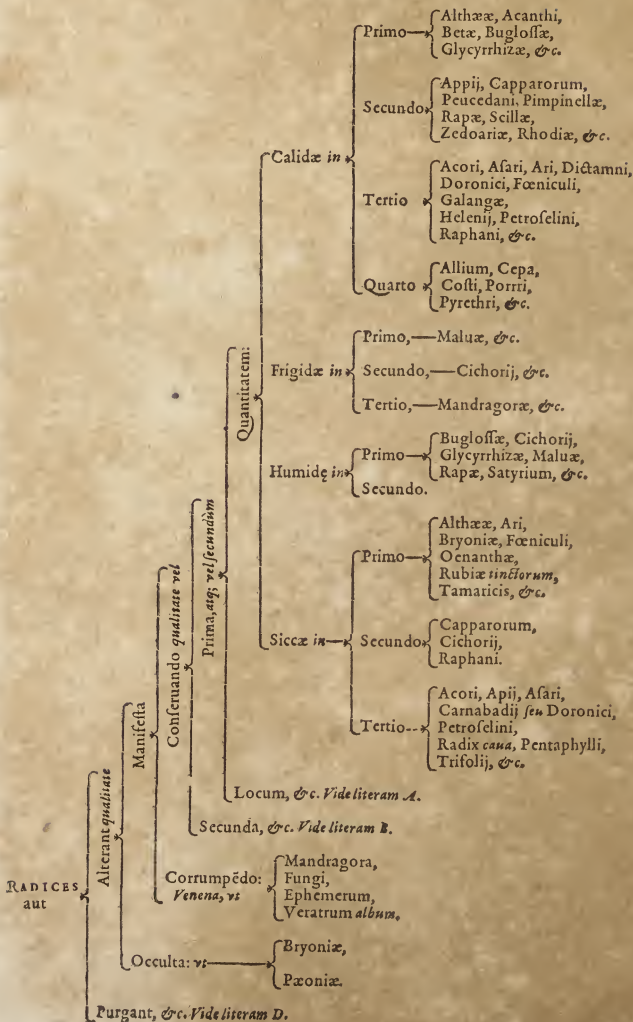 Primo
Althææ, Acanthi,
Betæ, Bugloſſæ,
Glycyrrhizæ, &c.
Secundo
Appij, Capparorum,
Peucedani, Pimpinellæ,
Rapæ, Scillæ,
Zedoariæ, Rhodiæ, &c.
Calidæ in
Tertio
Acori, Aſari, Ari, Dictamni,
Doronici, Fœniculi,
Galangæ,
Helenij, Petroſelini,
Raphani, &c.
Quarto
Allium, Cepa,
Coſti, Porrri,
Pyrethri, &c.
Quantitatem:
Frigidæ in
Primo,—Maluæ, &c.
Secundo,—Cichorij, &c.
Tertio,—Mandragoræ, &c.
Humidę in
Primo
Bugloſſæ, Cichorij,
Glycyrrhizæ, Maluæ,
Rapæ, Satyrium, &c.
Secundo.
Siccæ in
Primo
Althææ, Ari,
Bryoniæ, Fœniculi,
Oenanthæ,
Rubiæ tinctorum,
Tamaricis, &c.
Secundo
Capparorum,
Cichorij,
Raphani.
Tertio--
Acori, Apij, Aſari,
Carnabadij ſeu Doronici,
Petroſelini,
Radix caua, Pentaphylli,
Trifolij, &c.
Prima, atq; vel ſecundùm
Locum, &c. Vide literam A.
Conſeruando qualitate vel
Secunda, &c. Vide literam B.
Manifeſta
Corrumpēdo:
Venena, vt
Mandragora,
Fungi,
Ephemerum,
Veratrum album.
Alterant qualitate
Occulta: vt
Bryoniæ,
Pæoniæ.
RADICES
aut
Purgant, &c. Vide literam D.